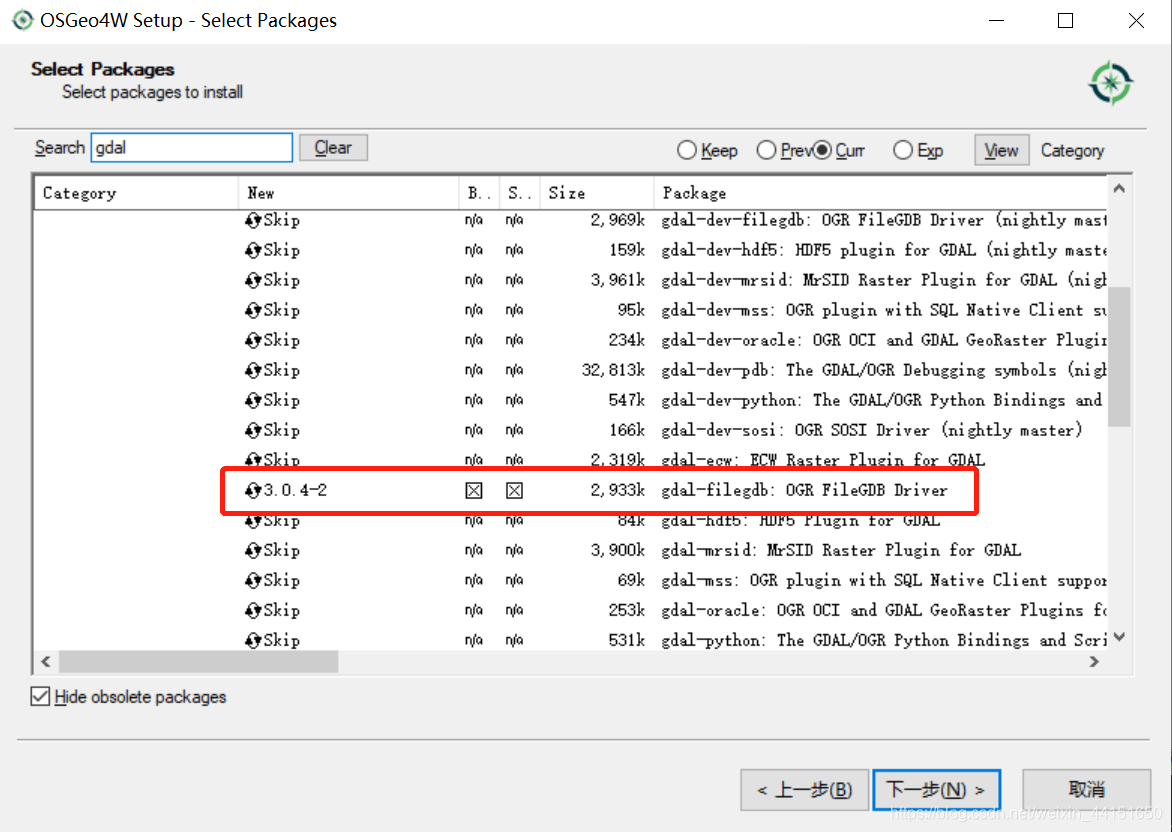 OSGeo4W Setup - Select Packages
Select Packages
Select packages to install
Search gdal Clear Keep Prev Curr Exp View Category
Category New B.. S.. Size Package
Skip n/a n/a 2,969k gdal-dev-filegdb: OGR FileGDB Driver (nightly mast
Skip n/a n/a 159k gdal-dev-hdf5: HDF5 plugin for GDAL (nightly maste
Skip n/a n/a 3,961k gdal-dev-mrsid: MrSID Raster Plugin for GDAL (nigh
Skip n/a n/a 95k gdal-dev-mss: OGR plugin with SQL Native Client su
Skip n/a n/a 234k gdal-dev-oracle: OGR OCI and GDAL GeoRaster Plugin
Skip n/a n/a 32,813k gdal-dev-pdb: The GDAL/OGR Debugging symbols (nigh
Skip n/a n/a 547k gdal-dev-python: The GDAL/OGR Python Bindings and
Skip n/a n/a 166k gdal-dev-sosi: OGR SOSI Driver (nightly master)
Skip n/a n/a 2,319k gdal-ecw: ECW Raster Plugin for GDAL
3.0.4-2 2,933k gdal-filegdb: OGR FileGDB Driver
Skip n/a n/a 84k gdal-hdf5: HDF5 Plugin for GDAL
Skip n/a n/a 3,900k gdal-mrsid: MrSID Raster Plugin for GDAL
Skip n/a n/a 69k gdal-mss: OGR plugin with SQL Native Client suppor
Skip n/a n/a 253k gdal-oracle: OGR OCI and GDAL GeoRaster Plugins fo
Skip n/a n/a 531k gdal-python: The GDAL/OGR Python Bindings and Scri
Hide obsolete packages
< 上一步(B) 下一步(N) > 取消
https://blog.csdn.net/weixin_44151650